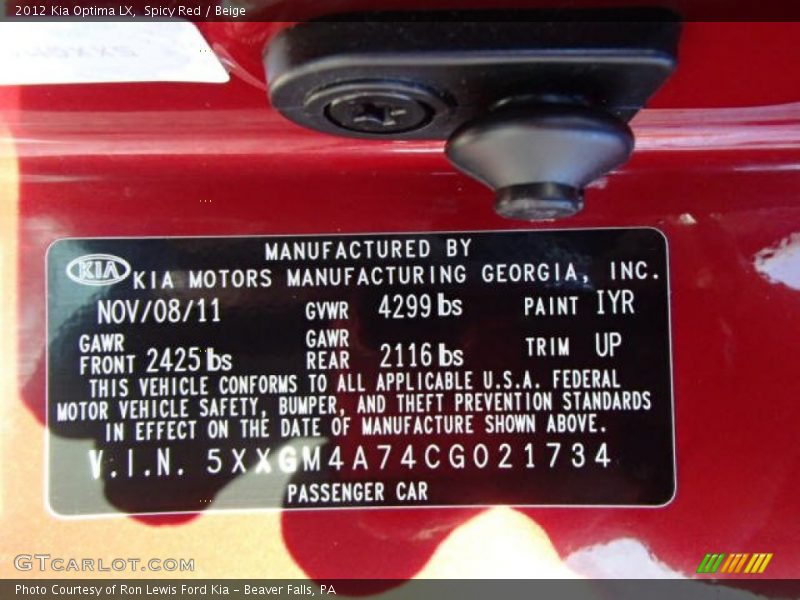 2012 Kia Optima LX, Spicy Red / Beige
MANUFACTURED BY
KIA KIA MOTORS MANUFACTURING GEORGIA, INC.
NOV/08/11 GVWR 4299 lbs PAINT IYR
GAWR FRONT 2425 lbs GAWR REAR 2116 lbs TRIM UP
THIS VEHICLE CONFORMS TO ALL APPLICABLE U.S.A. FEDERAL
MOTOR VEHICLE SAFETY, BUMPER, AND THEFT PREVENTION STANDARDS
IN EFFECT ON THE DATE OF MANUFACTURE SHOWN ABOVE.
V.I.N. 5XXGM4A74CG021734
PASSENGER CAR
GTCARLOT.COM
Photo Courtesy of Ron Lewis Ford Kia - Beaver Falls, PA